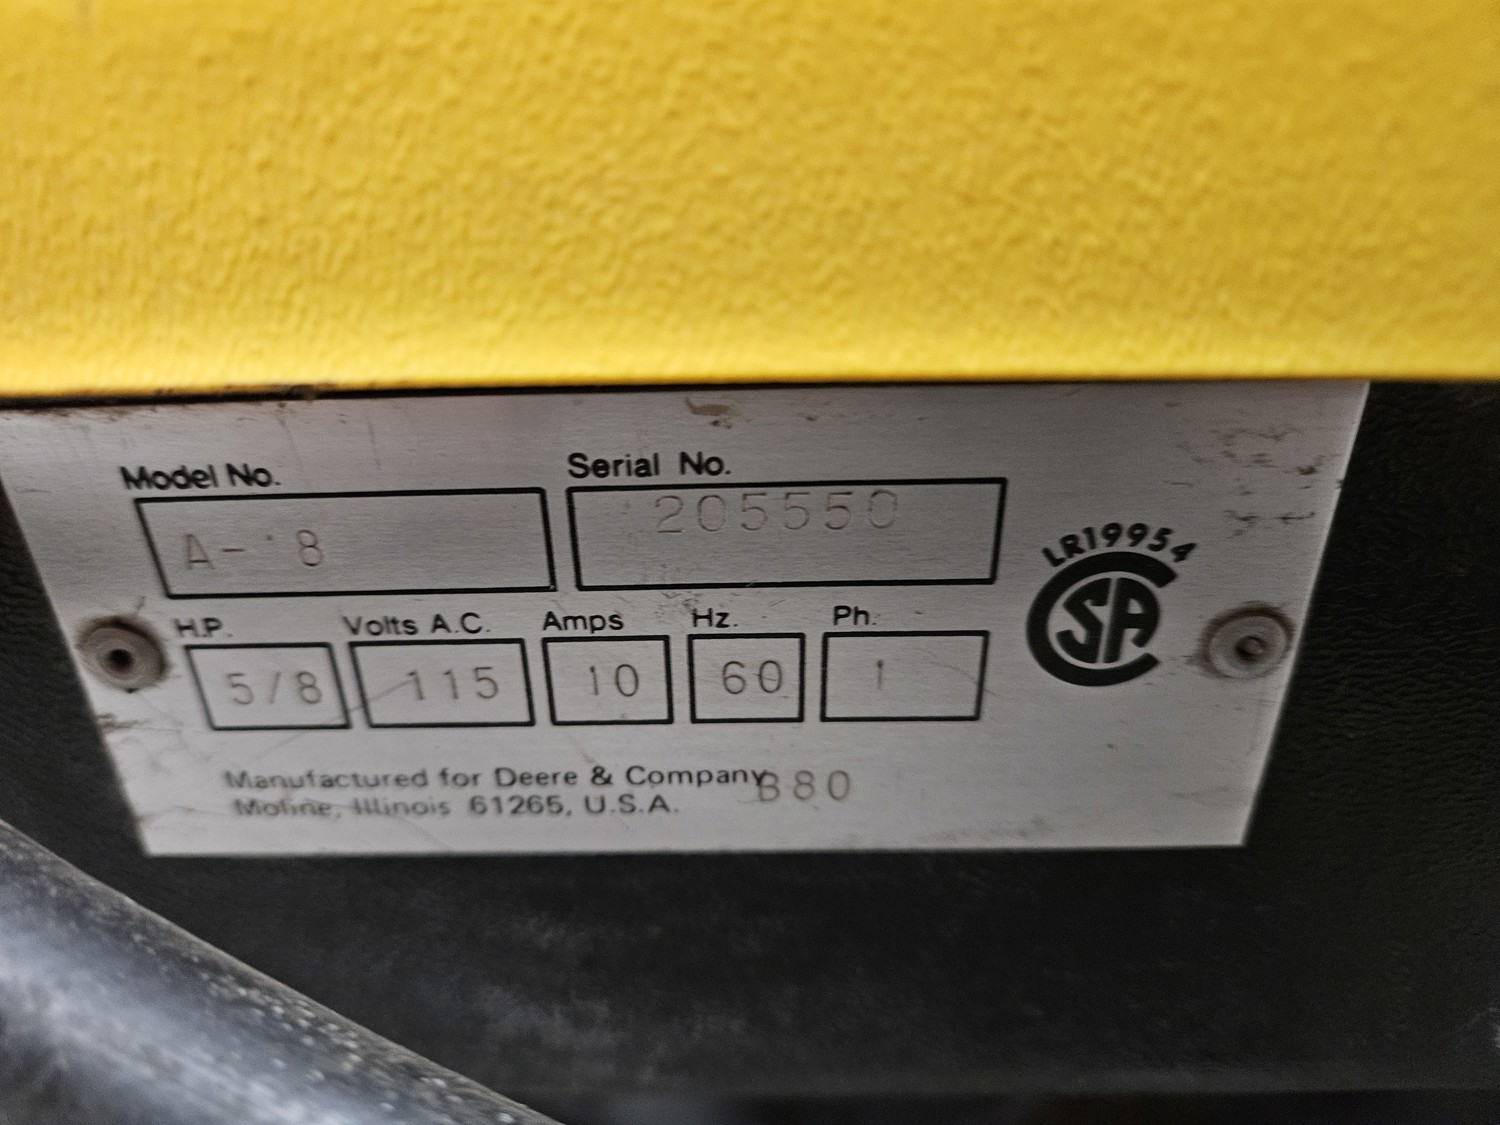 Model No. Serial No.
A- 8 205550
LR19954
CSA
H.P. Volts A.C. Amps Hz. Ph.
5/8 115 10 60 1
Manufactured for Deere & Company
Moline, Illinois 61265, U.S.A. B80